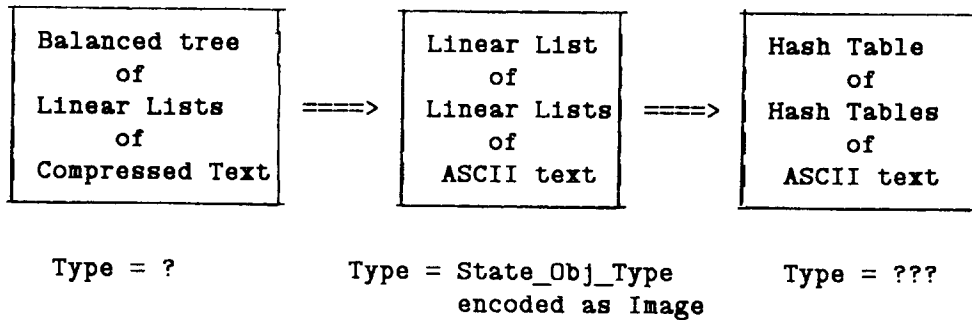 Balanced tree
of
Linear Lists
of
Compressed Text
====>
Linear List
of
Linear Lists
of
ASCII text
====>
Hash Table
of
Hash Tables
of
ASCII text
Type = ?
Type = State_Obj_Type
encoded as Image
Type = ???